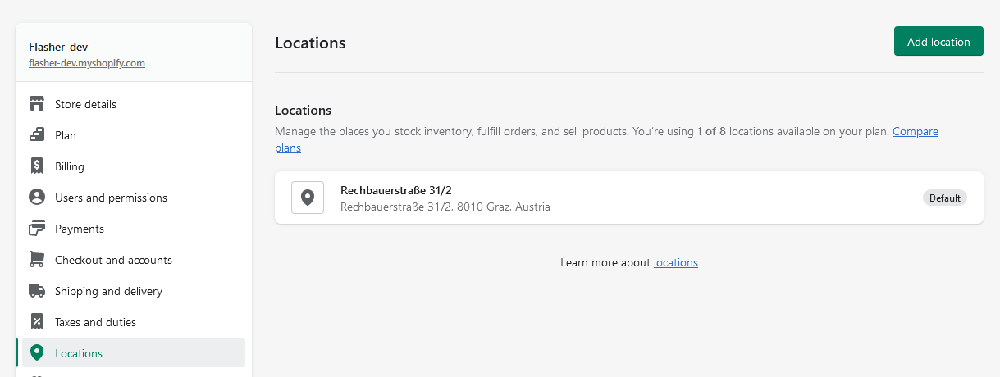 Flasher_dev
flasher-dev.myshopify.com
Store details
Plan
Billing
Users and permissions
Payments
Checkout and accounts
Shipping and delivery
Taxes and duties
Locations
Locations
Add location
Locations
Manage the places you stock inventory, fulfill orders, and sell products. You're using 1 of 8 locations available on your plan. Compare
plans
Rechbauerstraße 31/2
Rechbauerstraße 31/2, 8010 Graz, Austria
Default
Learn more about locations